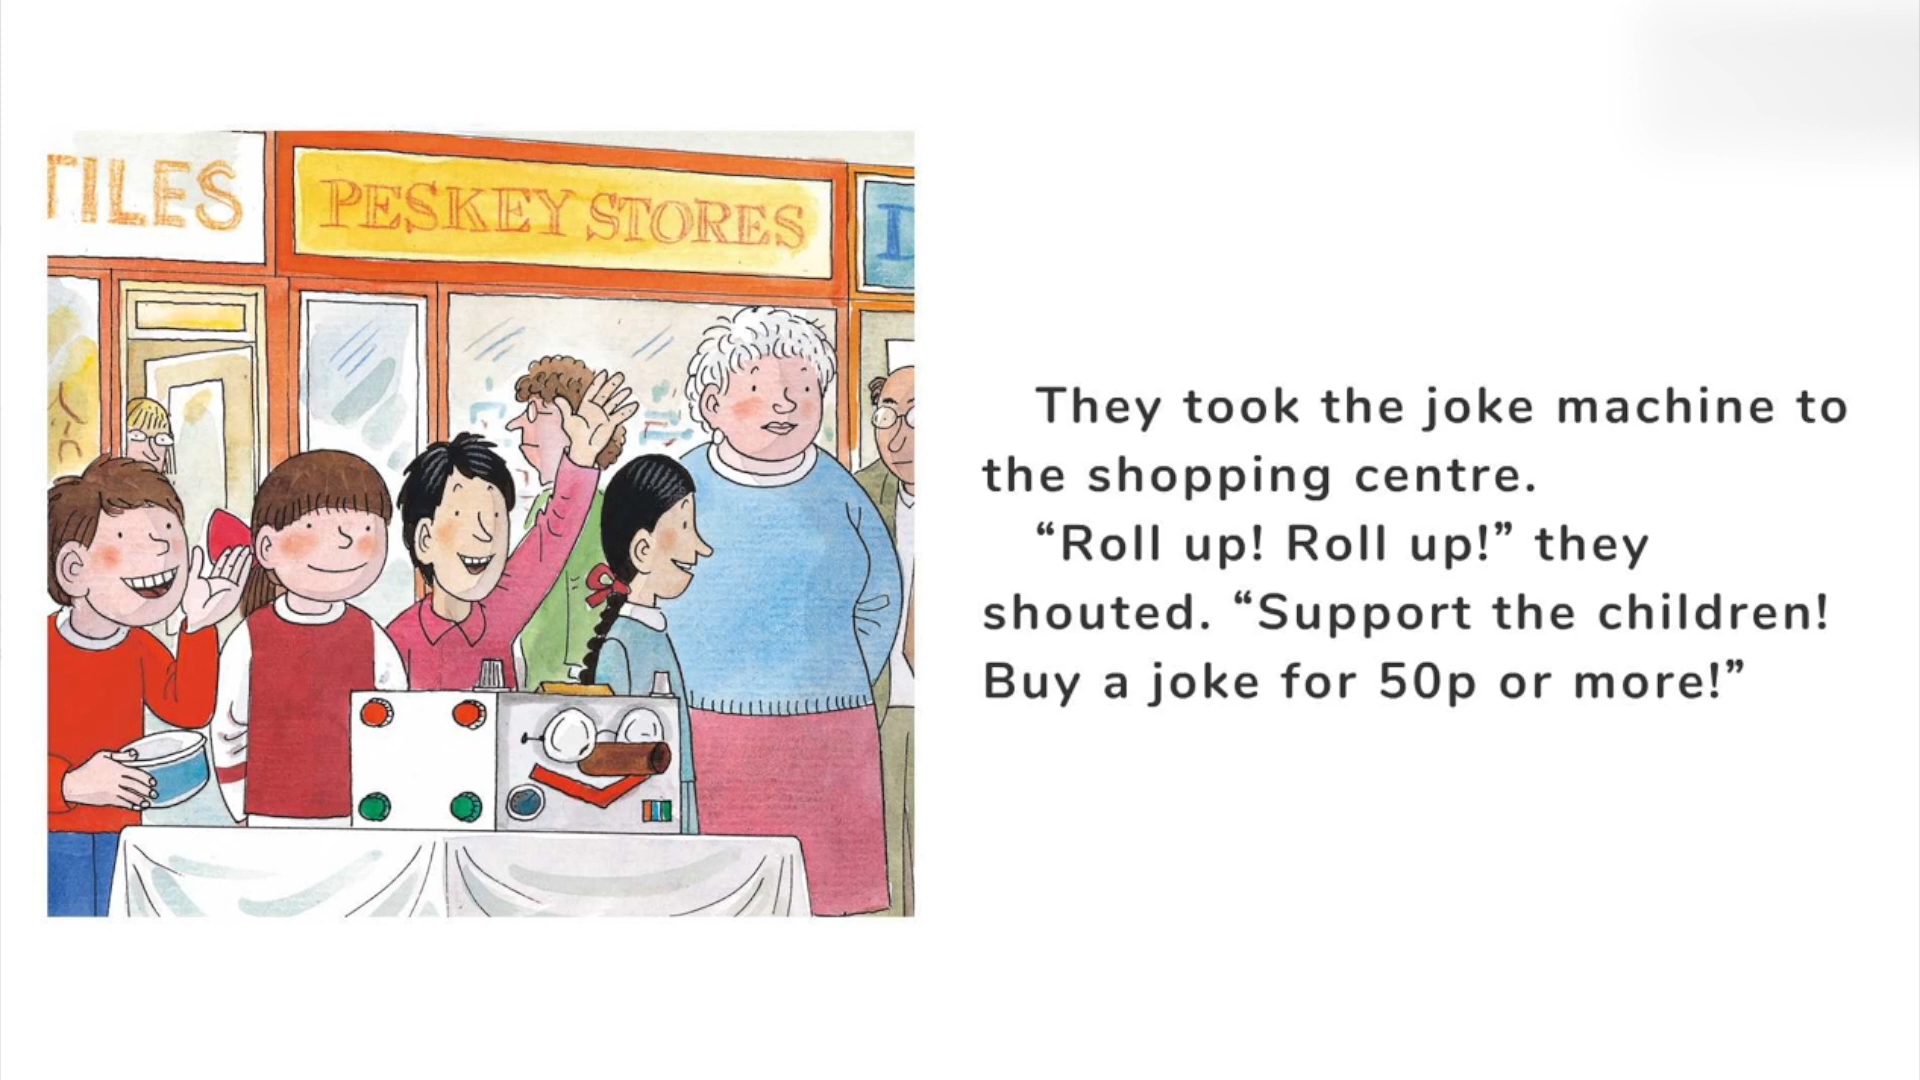 TILES
PESKEY STORES
They took the joke machine to
the shopping centre.
“Roll up! Roll up!” they
shouted. “Support the children!
Buy a joke for 50p or more!”